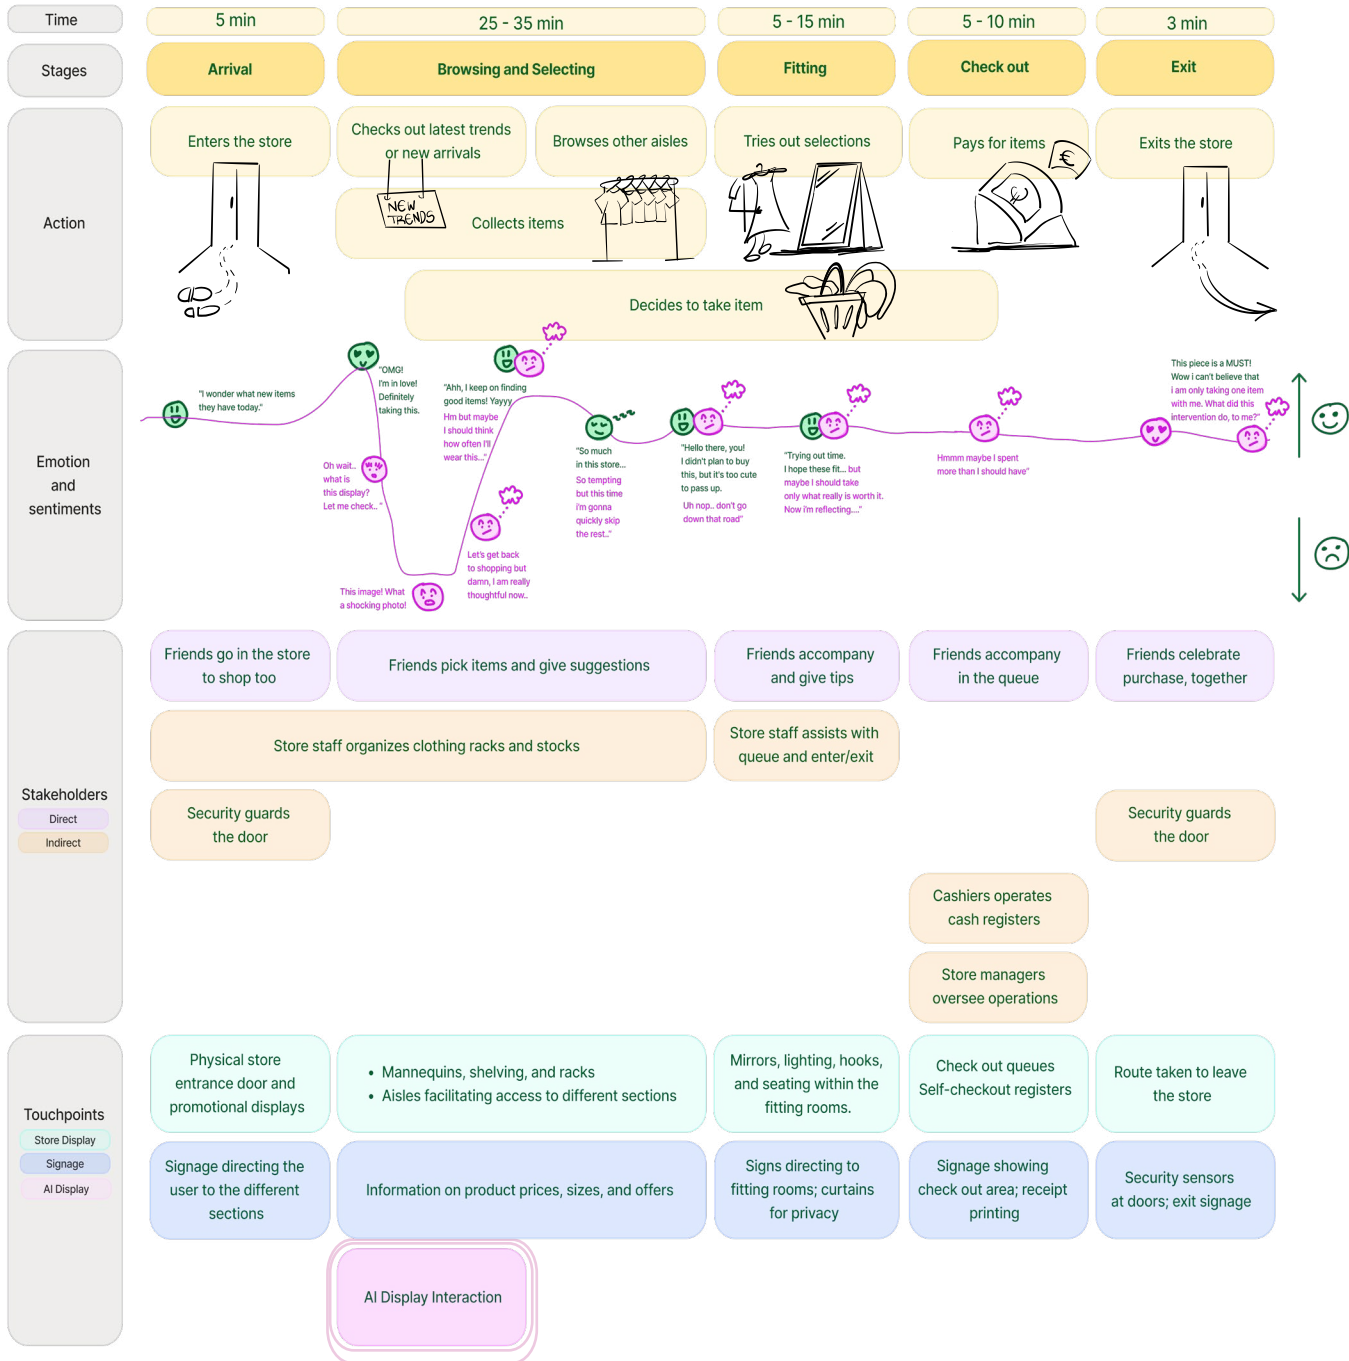 Time
5 min
25 - 35 min
5 - 15 min
5 - 10 min
3 min
Stages
Arrival
Browsing and Selecting
Fitting
Check out
Exit
Action
Enters the store
Checks out latest trends
or new arrivals
Browses other aisles
Tries out selections
Pays for items
€
€
Exits the store
NEW
TRENDS
Collects items
Decides to take item
Emotion
and
sentiments
"I wonder what new items
they have today."
"OMG!
I'm in love!
Definitely
taking this.
Oh wait..
what is
this display?
Let me check.. "
This image! What
a shocking photo!
"Ahh, I keep on finding
good items! Yayyy
Hm but maybe
I should think
how often I'll
wear this..."
Let's get back
to shopping but
damn, I am really
thoughtful now..
"So much
in this store...
So tempting
but this time
i'm gonna
quickly skip
the rest.."
"Hello there, you!
I didn't plan to buy
this, but it's too cute
to pass up.
Uh nop.. don't go
down that road"
"Trying out time.
I hope these fit... but
maybe I should take
only what really is worth it.
Now i'm reflecting...."
Hmmm maybe I spent
more than I should have"
This piece is a MUST!
Wow i can't believe that
i am only taking one item
with me. What did this
intervention do, to me?"
Stakeholders
Direct
Indirect
Friends go in the store
to shop too
Friends pick items and give suggestions
Friends accompany
and give tips
Friends accompany
in the queue
Friends celebrate
purchase, together
Store staff organizes clothing racks and stocks
Store staff assists with
queue and enter/exit
Security guards
the door
Security guards
the door
Cashiers operates
cash registers
Store managers
oversee operations
Touchpoints
Store Display
Signage
AI Display
Physical store
entrance door and
promotional displays
• Mannequins, shelving, and racks
• Aisles facilitating access to different sections
Mirrors, lighting, hooks,
and seating within the
fitting rooms.
Check out queues
Self-checkout registers
Route taken to leave
the store
Signage directing the
user to the different
sections
Information on product prices, sizes, and offers
Signs directing to
fitting rooms; curtains
for privacy
Signage showing
check out area; receipt
printing
Security sensors
at doors; exit signage
AI Display Interaction